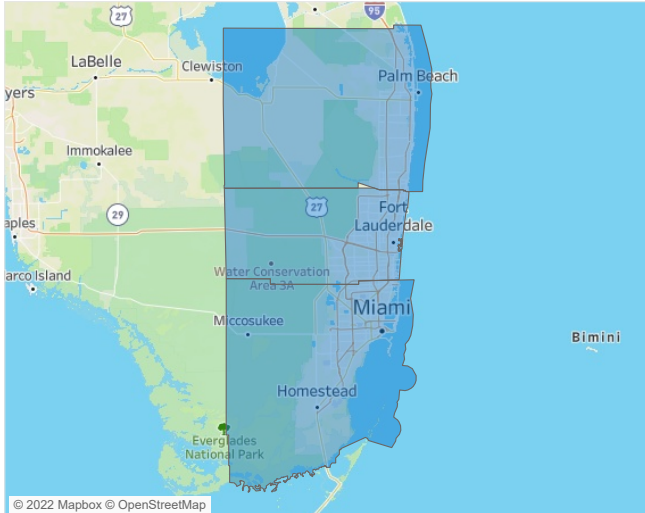 27
95
LaBelle
Clewiston
Palm Beach
yers
Immokalee
29
27
Fort
Lauderdale
aples
Water Conservation
Area 3A
arco Island
Miccosukee
Miami
Bimini
Homestead
Everglades
National Park
© 2022 Mapbox © OpenStreetMap